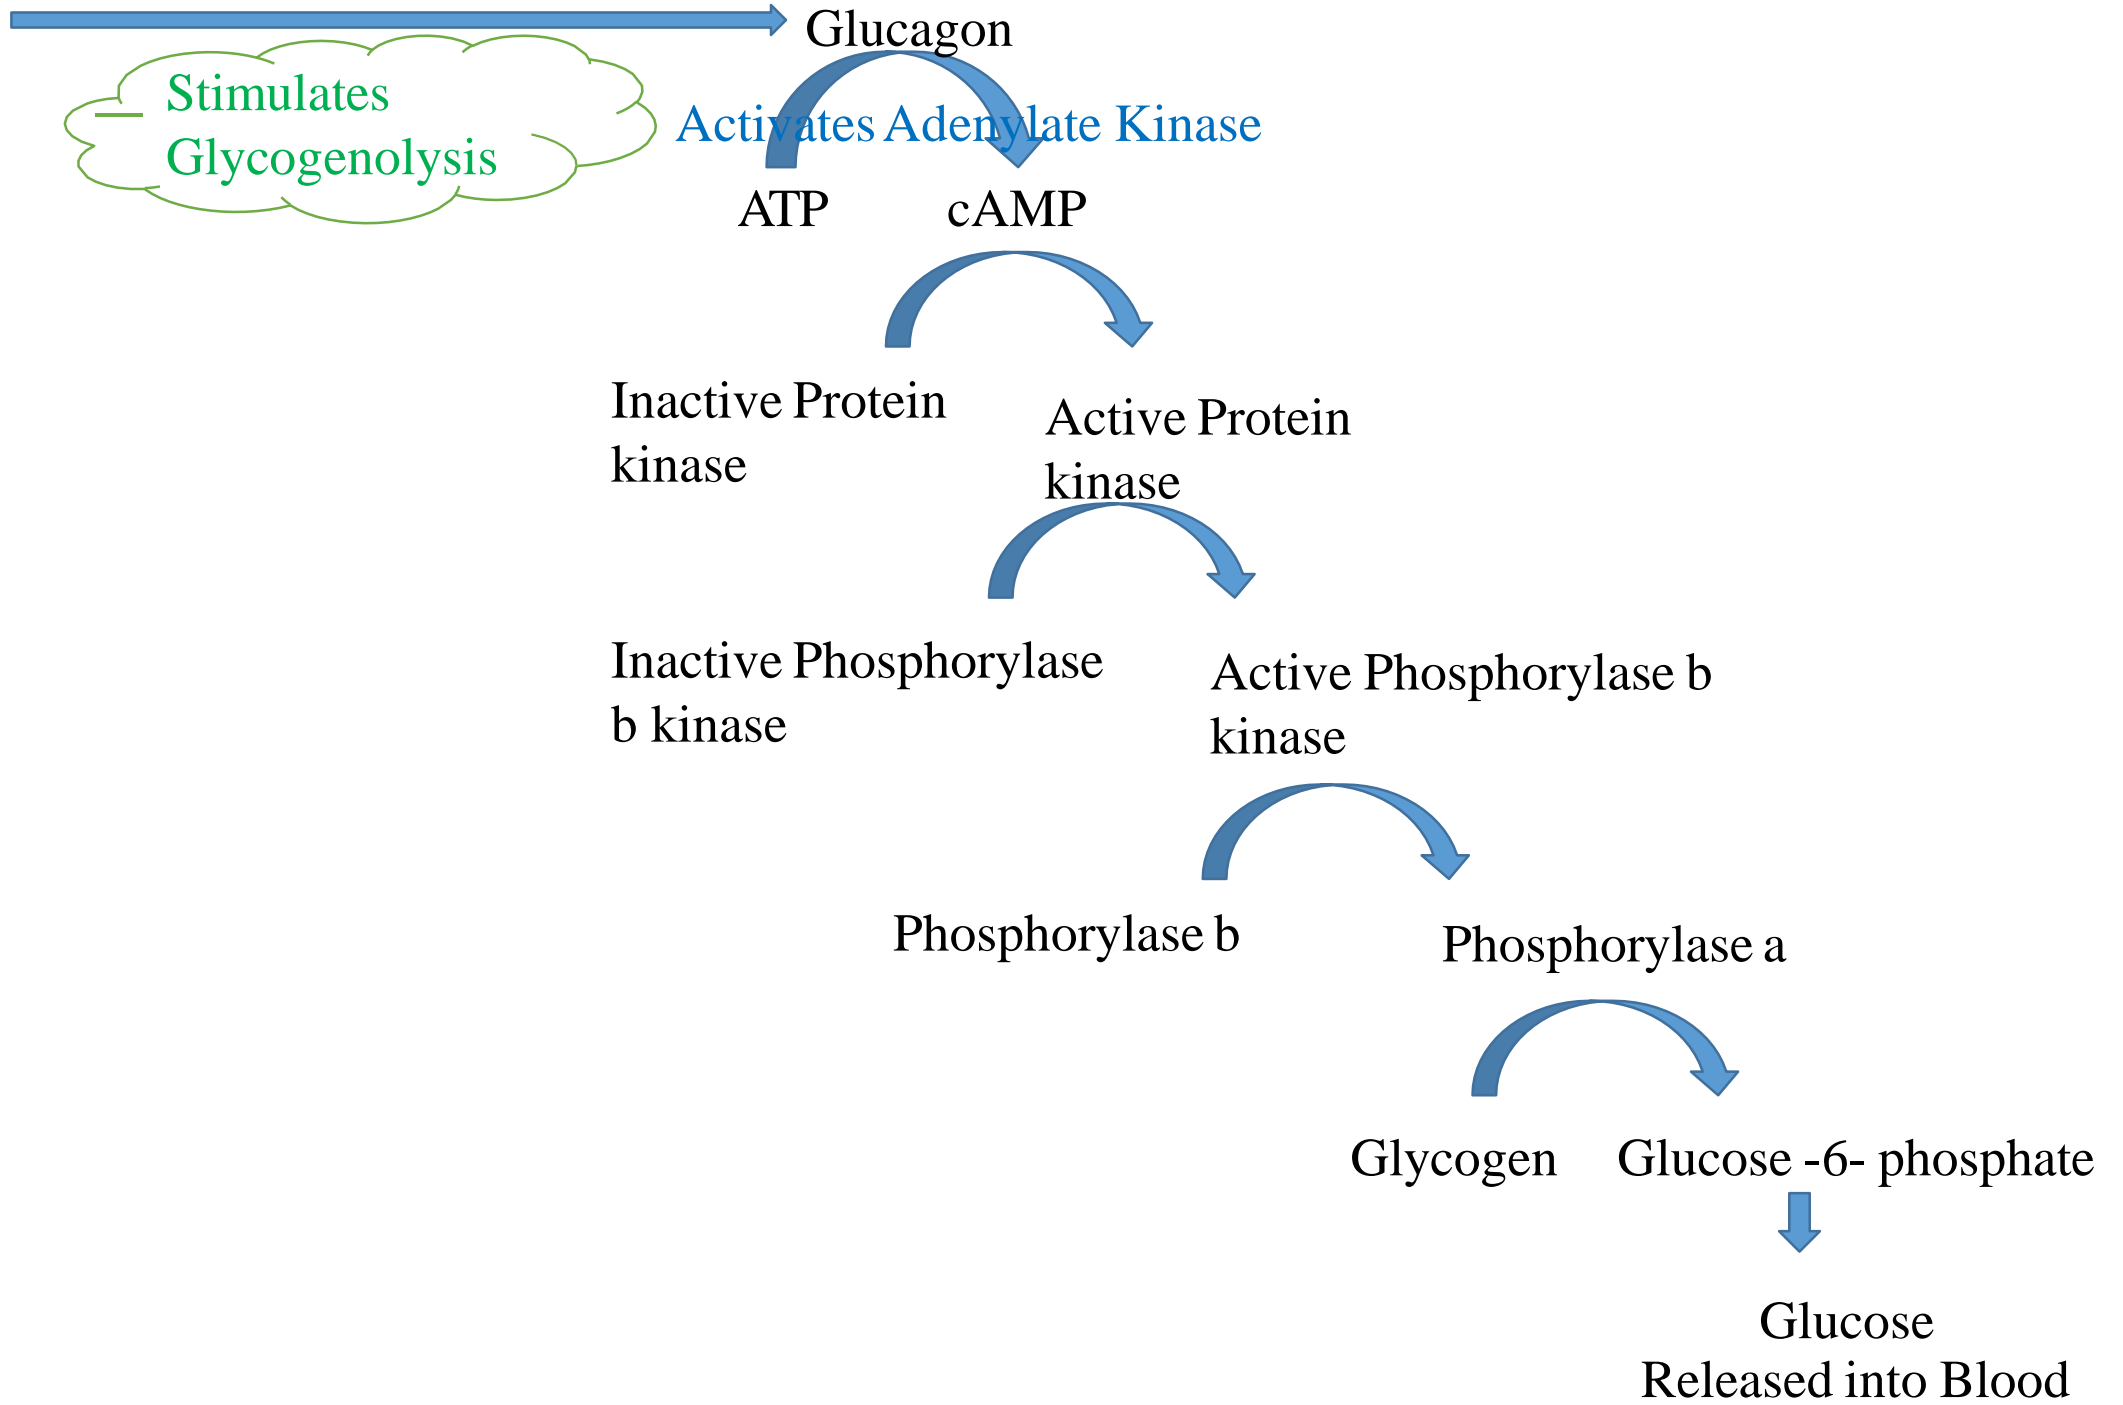 Glucagon
Stimulates
Glycogenolysis
Activates Adenylate Kinase
ATP
cAMP
Inactive Protein
kinase
Active Protein
kinase
Inactive Phosphorylase
b kinase
Active Phosphorylase b
kinase
Phosphorylase b
Phosphorylase a
Glycogen
Glucose -6- phosphate
Glucose
Released into Blood